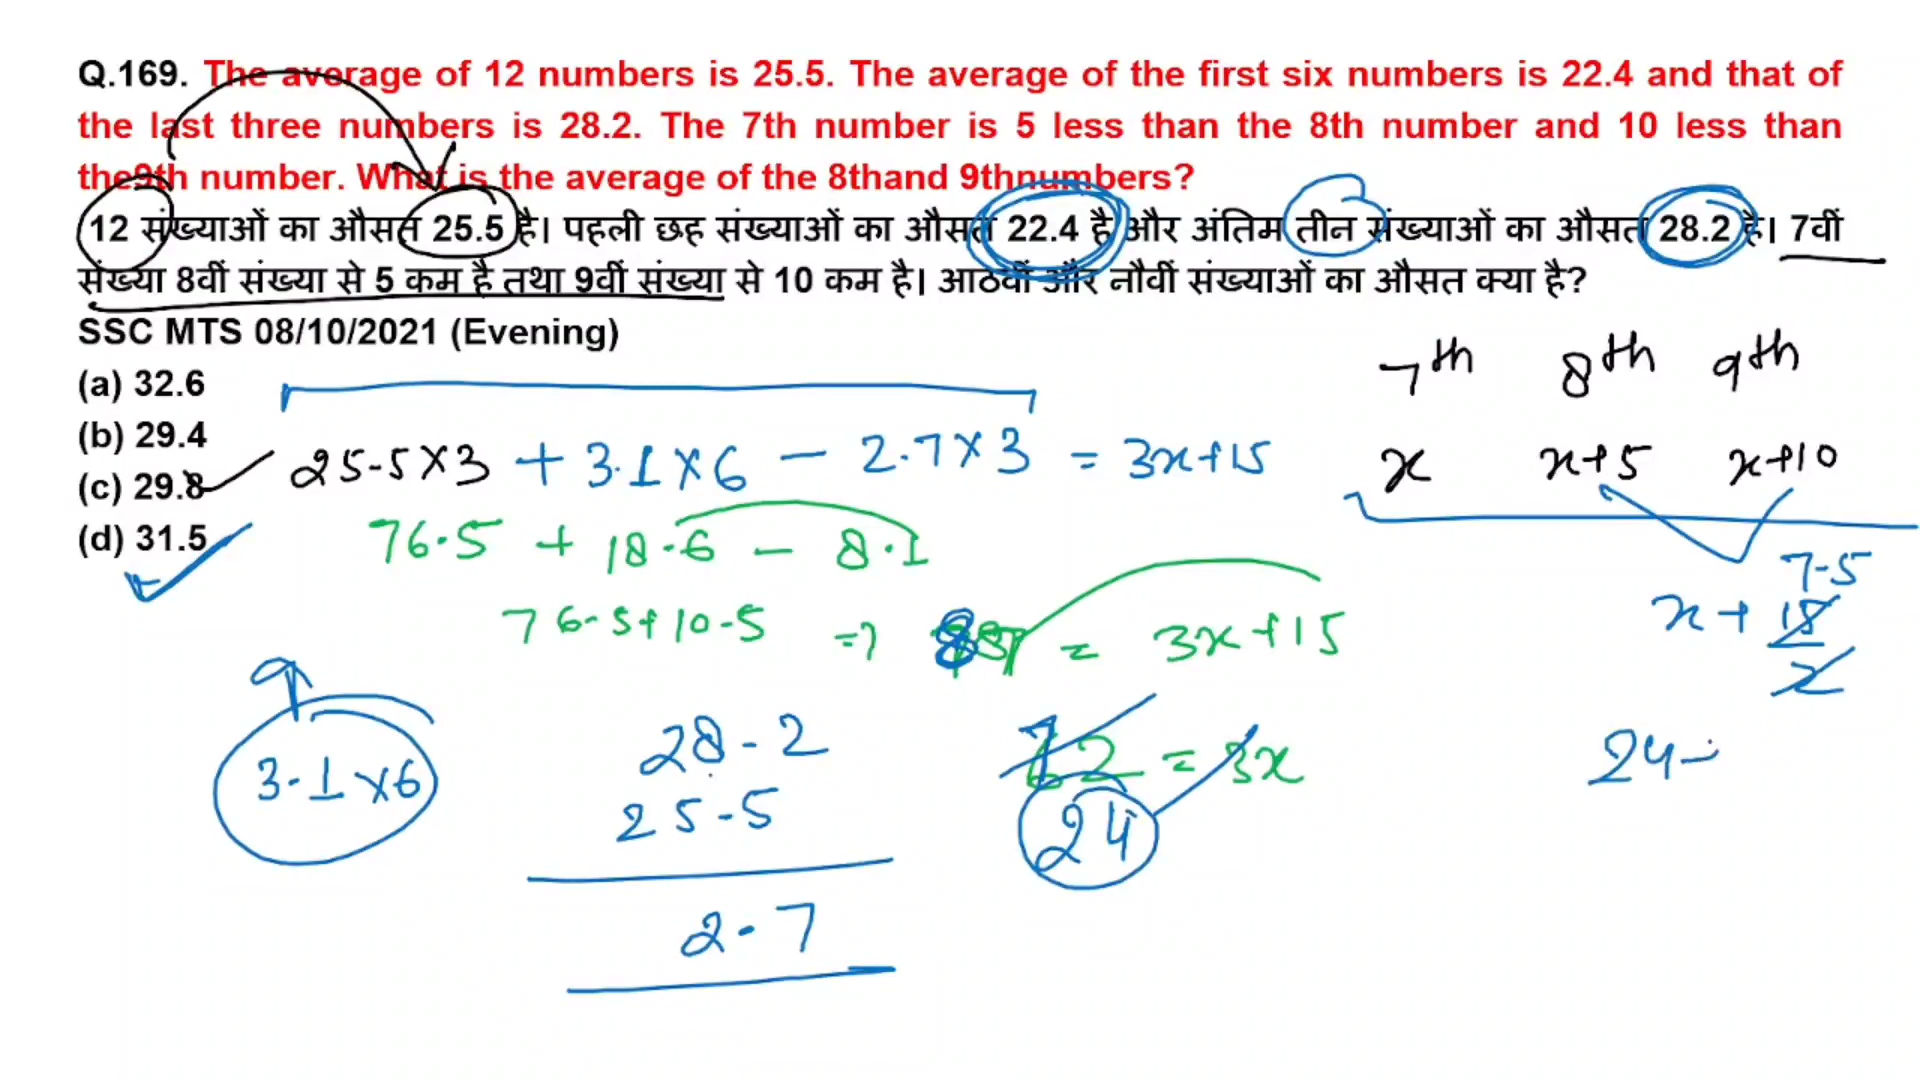 Q.169. The average of 12 numbers is 25.5. The average of the first six numbers is 22.4 and that of
the last three numbers is 28.2. The 7th number is 5 less than the 8th number and 10 less than
the9th number. What is the average of the 8thand 9thnumbers?
12 संख्याओं का औसत 25.5 है। पहली छह संख्याओं का औसत 22.4 है और अंतिम तीन संख्याओं का औसत 28.2 है। 7वीं
संख्या 8वीं संख्या से 5 कम है तथा 9वीं संख्या से 10 कम है। आठवीं और नौवीं संख्याओं का औसत क्या है?
SSC MTS 08/10/2021 (Evening)
(a) 32.6
(b) 29.4
(c) 29.8
(d) 31.5
7th 8th 9th
x x+5 x+10
25.5×3 + 3.1×6 - 2.7×3 = 3x+15
76.5 + 18.6 - 8.1
7.5
76.5+10.5 => 87 = 3x+15
x + 15
2
3.1×6
28.2
25.5
2.7
72 = 3x
24
24-